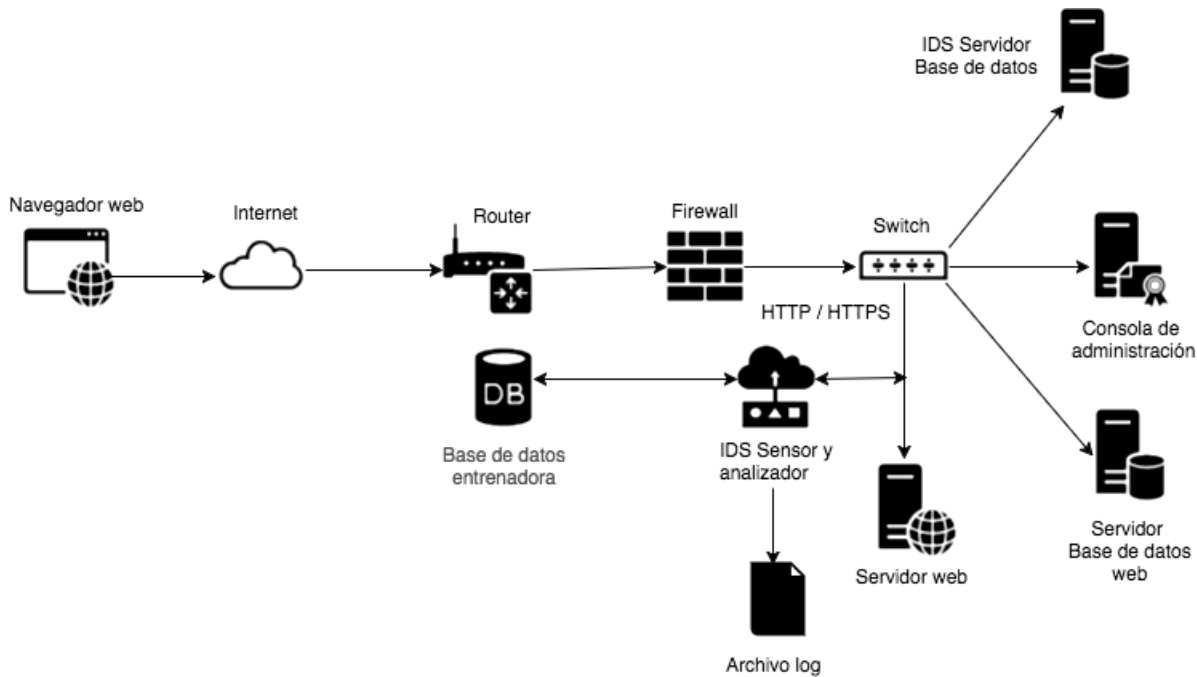 IDS Servidor
Base de datos
Navegador web
Internet
Router
Firewall
Switch
HTTP / HTTPS
Consola de
administración
DB
Base de datos
entrenadora
IDS Sensor y
analizador
Servidor web
Servidor
Base de datos
web
Archivo log